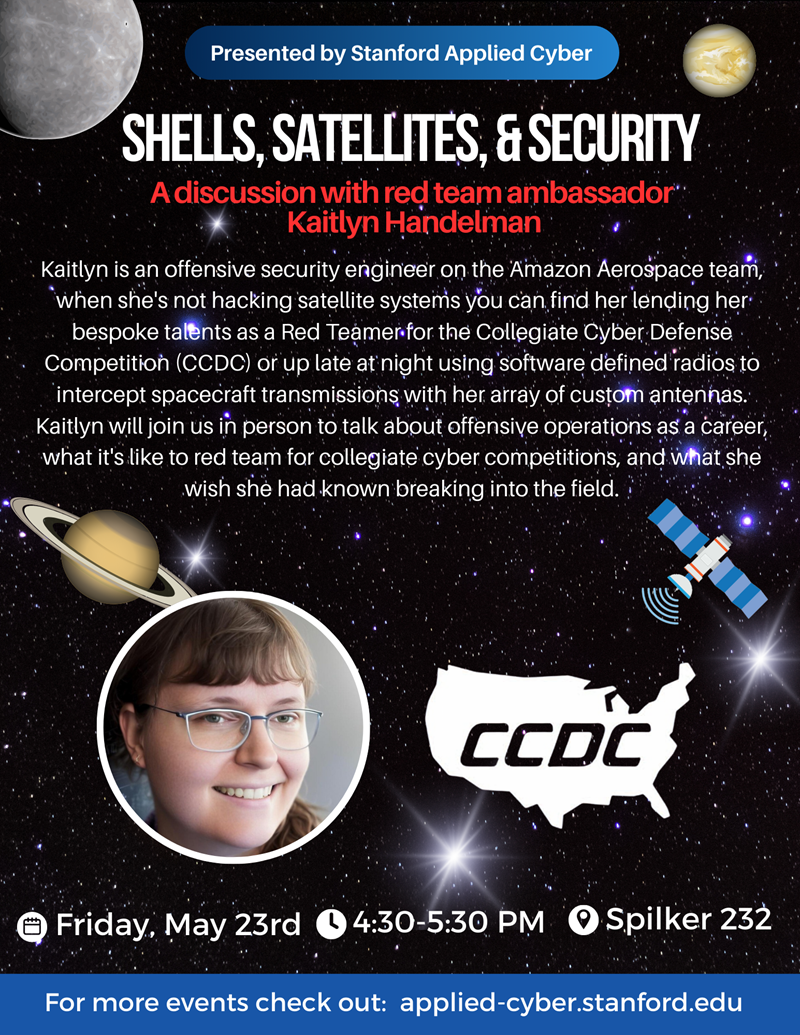 Presented by Stanford Applied Cyber
SHELLS, SATELLITES, & SECURITY
A discussion with red team ambassador
Kaitlyn Handelman
Kaitlyn is an offensive security engineer on the Amazon Aerospace team,
when she's not hacking satellite systems you can find her lending her
bespoke talents as a Red Teamer for the Collegiate Cyber Defense
Competition (CCDC) or up late at night using software defined radios to
intercept spacecraft transmissions with her array of custom antennas.
Kaitlyn will join us in person to talk about offensive operations as a career,
what it's like to red team for collegiate cyber competitions, and what she
wish she had known breaking into the field.
CCDC
Friday, May 23rd 4:30-5:30 PM Spilker 232
For more events check out: applied-cyber.stanford.edu